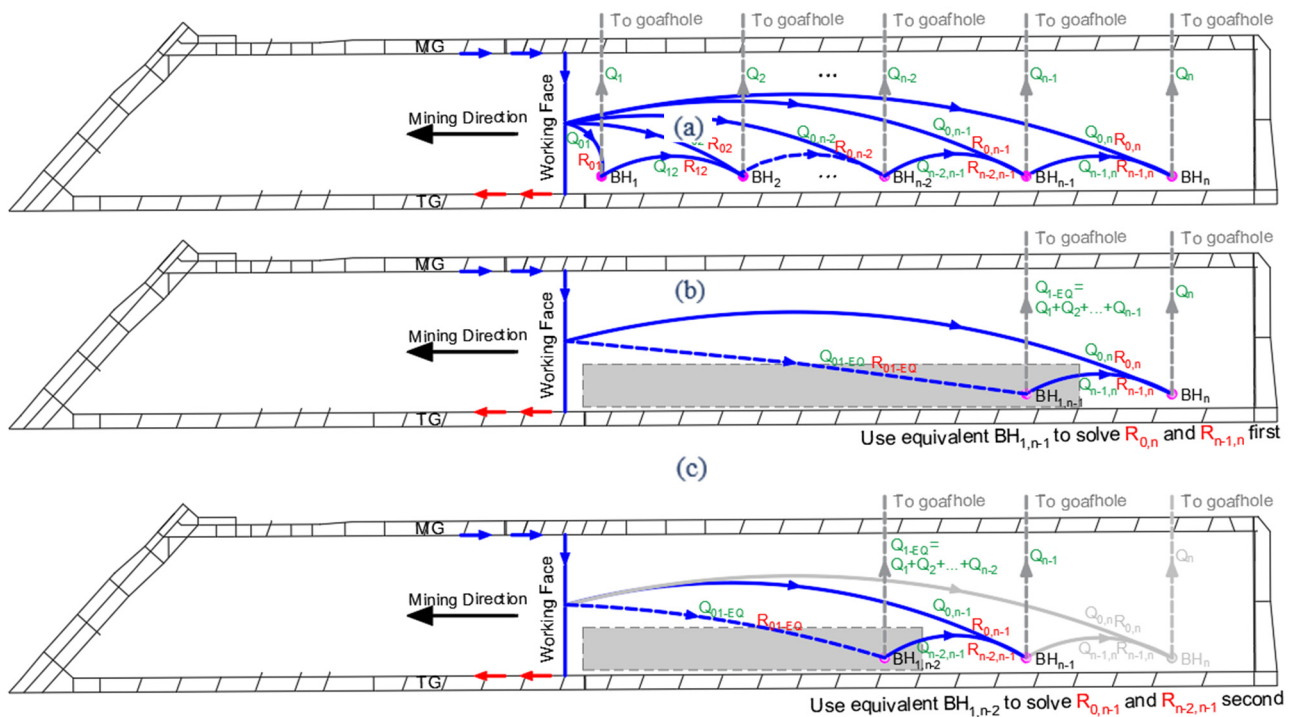 To goafhole To goafhole To goafhole To goafhole To goafhole
MG
Q1 Q2 ... Qn-2 Qn-1 Qn
Mining Direction
Working Face
(a)
Q01 R02 Q0,n-2 R0,n-2 Q0,n-1 R0,n-1 Q0,n R0,n
R01 Q12 R12 Qn-2,n-1 Rn-2,n-1 Qn-1,n Rn-1,n
BH1 BH2 ... BHn-2 BHn-1 BHn
TG
To goafhole To goafhole
MG
(b)
Q1-EQ=
Q1+Q2+...+Qn-1
Qn
Mining Direction
Working Face
Q01-EQ R01-EQ Q0,n R0,n
Qn-1,n Rn-1,n
BH1,n-1 BHn
TG
Use equivalent BH1,n-1 to solve R0,n and Rn-1,n first
(c)
To goafhole To goafhole To goafhole
MG
Q1-EQ=
Q1+Q2+...+Qn-2
Qn-1 Qn
Mining Direction
Working Face
Q01-EQ R01-EQ Q0,n-1 R0,n-1 Q0,n R0,n
Qn-2,n-1 Rn-2,n-1 Qn-1,n Rn-1,n
BH1,n-2 BHn-1 BHn
TG
Use equivalent BH1,n-2 to solve R0,n-1 and Rn-2,n-1 second